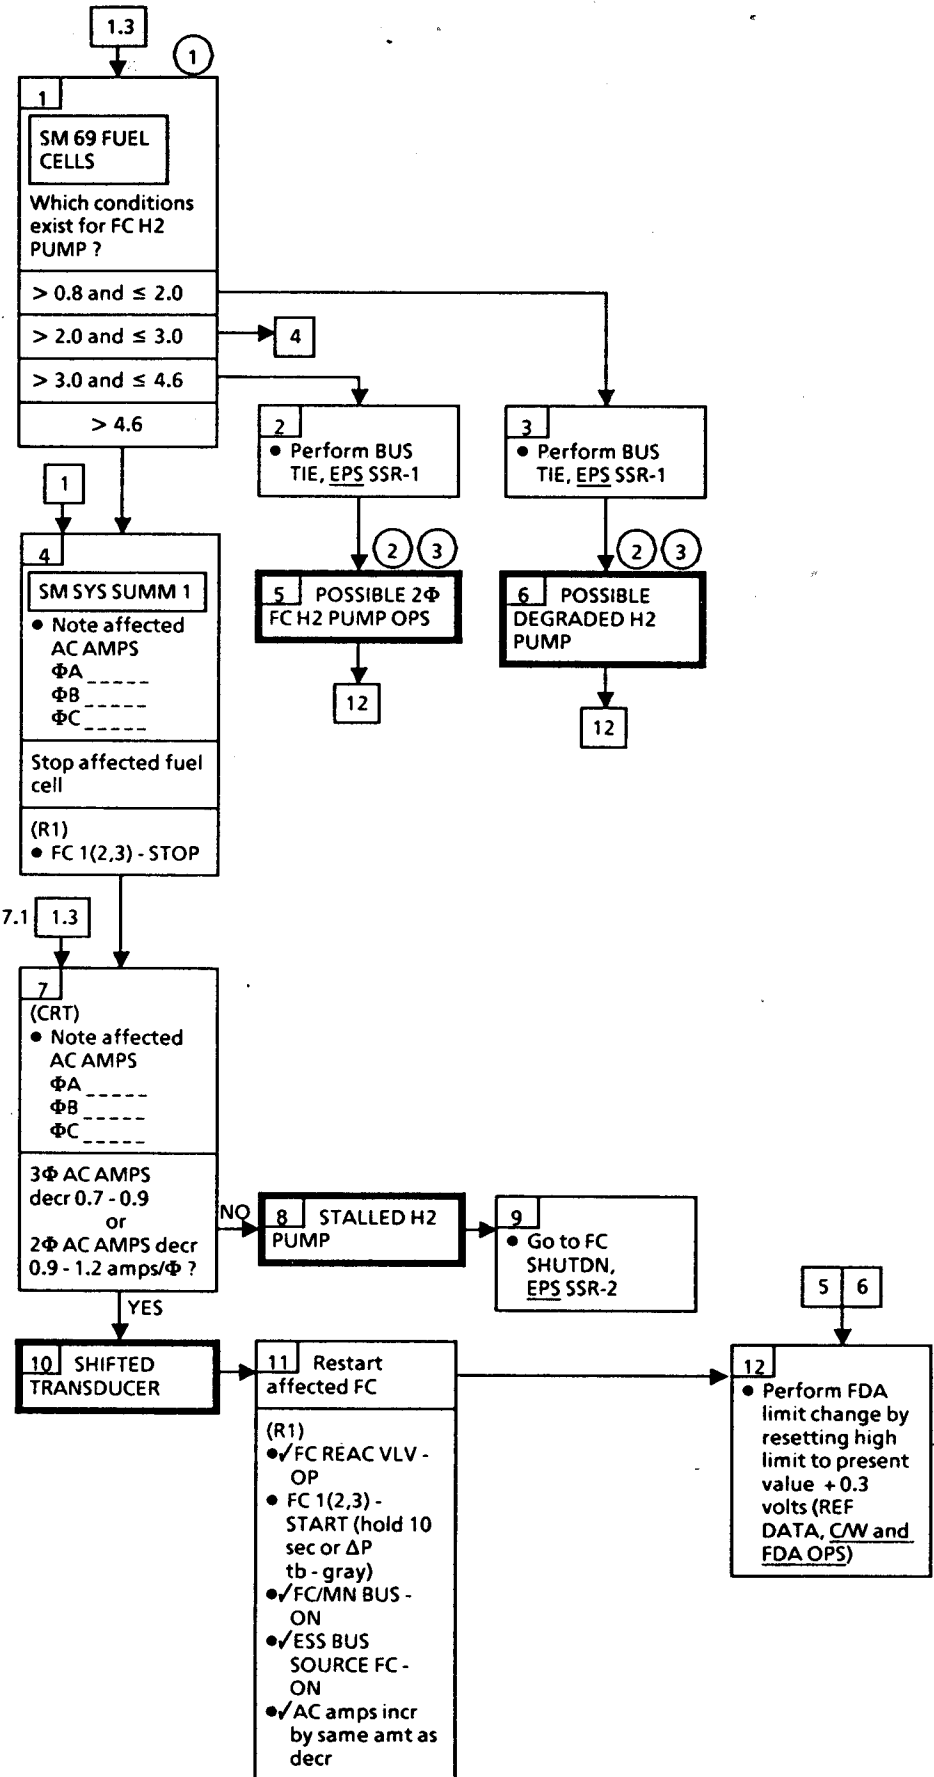 1.3
1
1
SM 69 FUEL
CELLS
Which conditions
exist for FC H2
PUMP ?
> 0.8 and ≤ 2.0
> 2.0 and ≤ 3.0
4
> 3.0 and ≤ 4.6
> 4.6
2
● Perform BUS
TIE, EPS SSR-1
3
● Perform BUS
TIE, EPS SSR-1
1
4
SM SYS SUMM 1
● Note affected
AC AMPS
ΦA _ _ _ _ _
ΦB _ _ _ _ _
ΦC _ _ _ _ _
Stop affected fuel
cell
(R1)
● FC 1(2,3) - STOP
2 3
5 POSSIBLE 2Φ
FC H2 PUMP OPS
12
2 3
6 POSSIBLE
DEGRADED H2
PUMP
12
7.1 1.3
7
(CRT)
● Note affected
AC AMPS
ΦA _ _ _ _ _
ΦB _ _ _ _ _
ΦC _ _ _ _ _
3Φ AC AMPS
decr 0.7 - 0.9
or
2Φ AC AMPS decr
0.9 - 1.2 amps/Φ ?
NO
8 STALLED H2
PUMP
9
● Go to FC
SHUTDN,
EPS SSR-2
YES
10 SHIFTED
TRANSDUCER
11 Restart
affected FC
(R1)
●✓FC REAC VLV -
OP
● FC 1(2,3) -
START (hold 10
sec or ΔP
tb - gray)
●✓FC/MN BUS -
ON
●✓ESS BUS
SOURCE FC -
ON
●✓AC amps incr
by same amt as
decr
5 6
12
● Perform FDA
limit change by
resetting high
limit to present
value + 0.3
volts (REF
DATA, C/W and
FDA OPS)